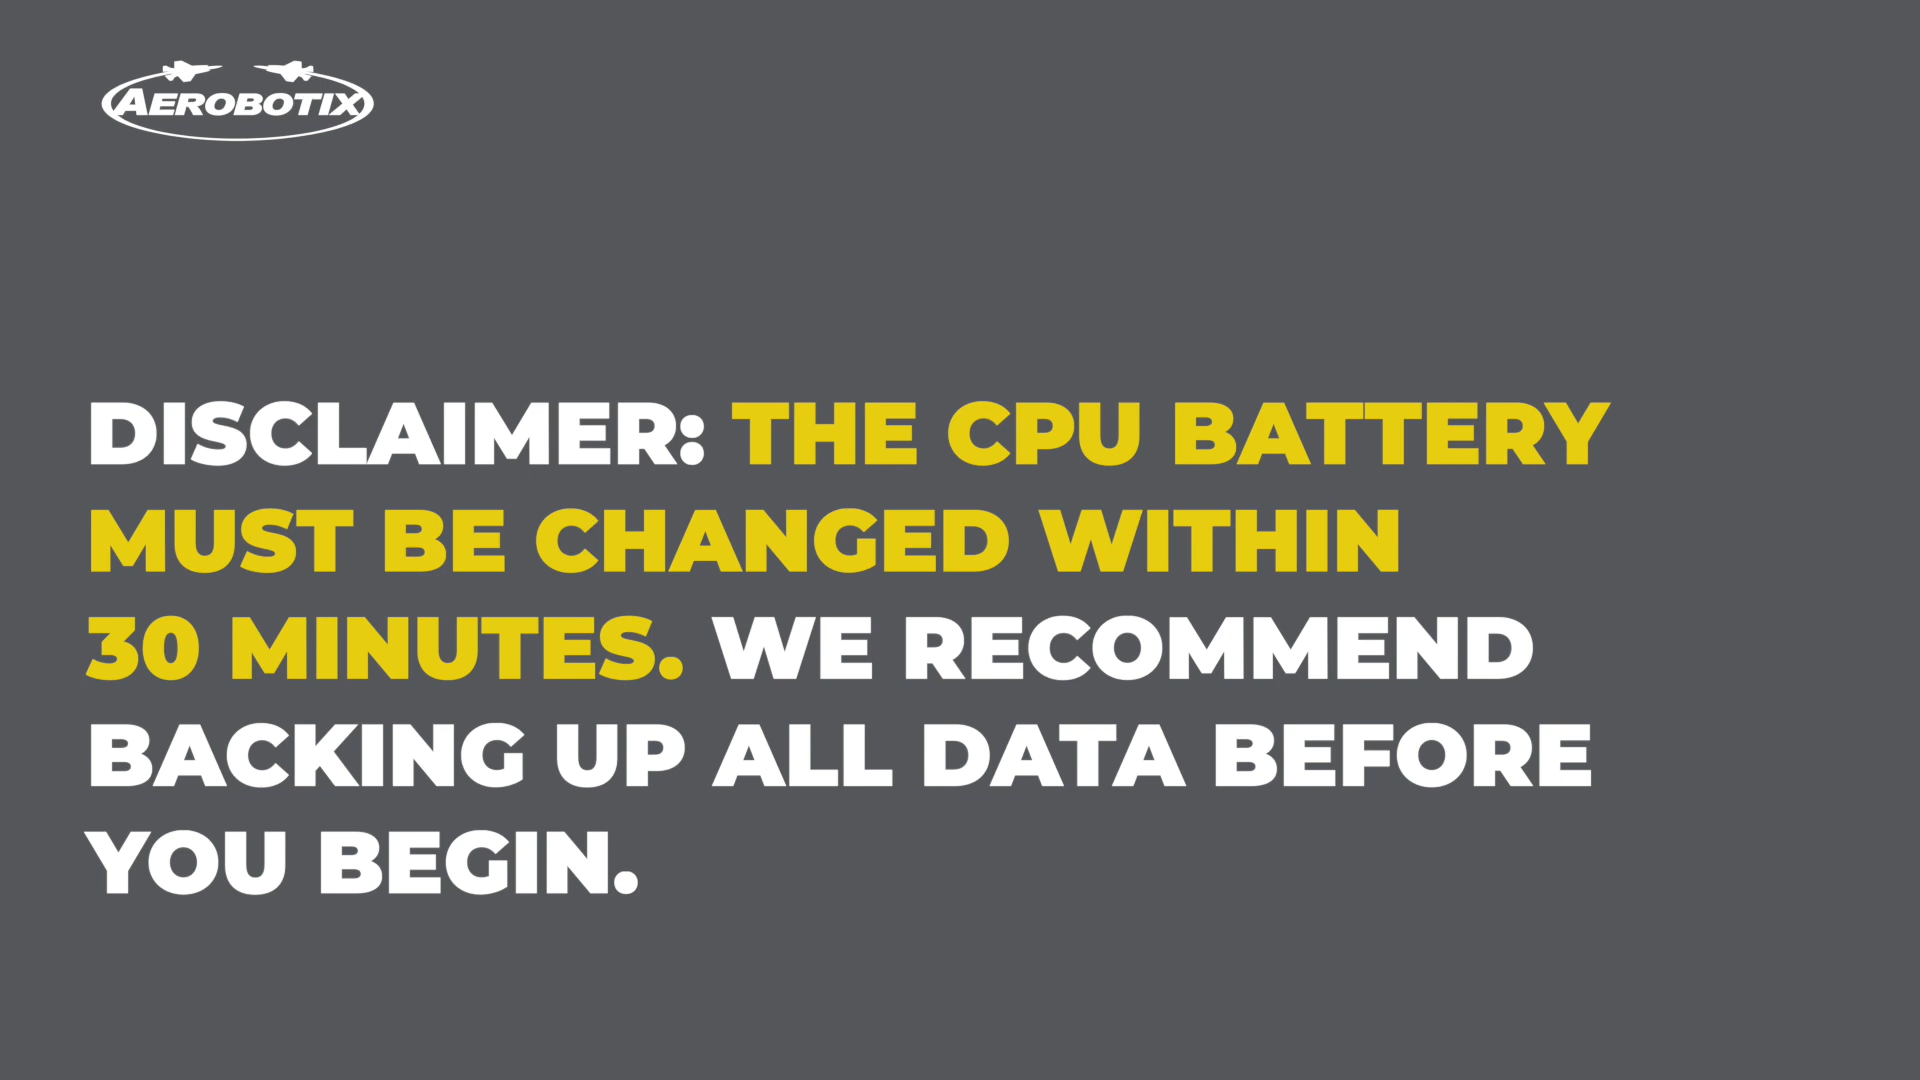 AEROBOTIX
DISCLAIMER: THE CPU BATTERY
MUST BE CHANGED WITHIN
30 MINUTES. WE RECOMMEND
BACKING UP ALL DATA BEFORE
YOU BEGIN.